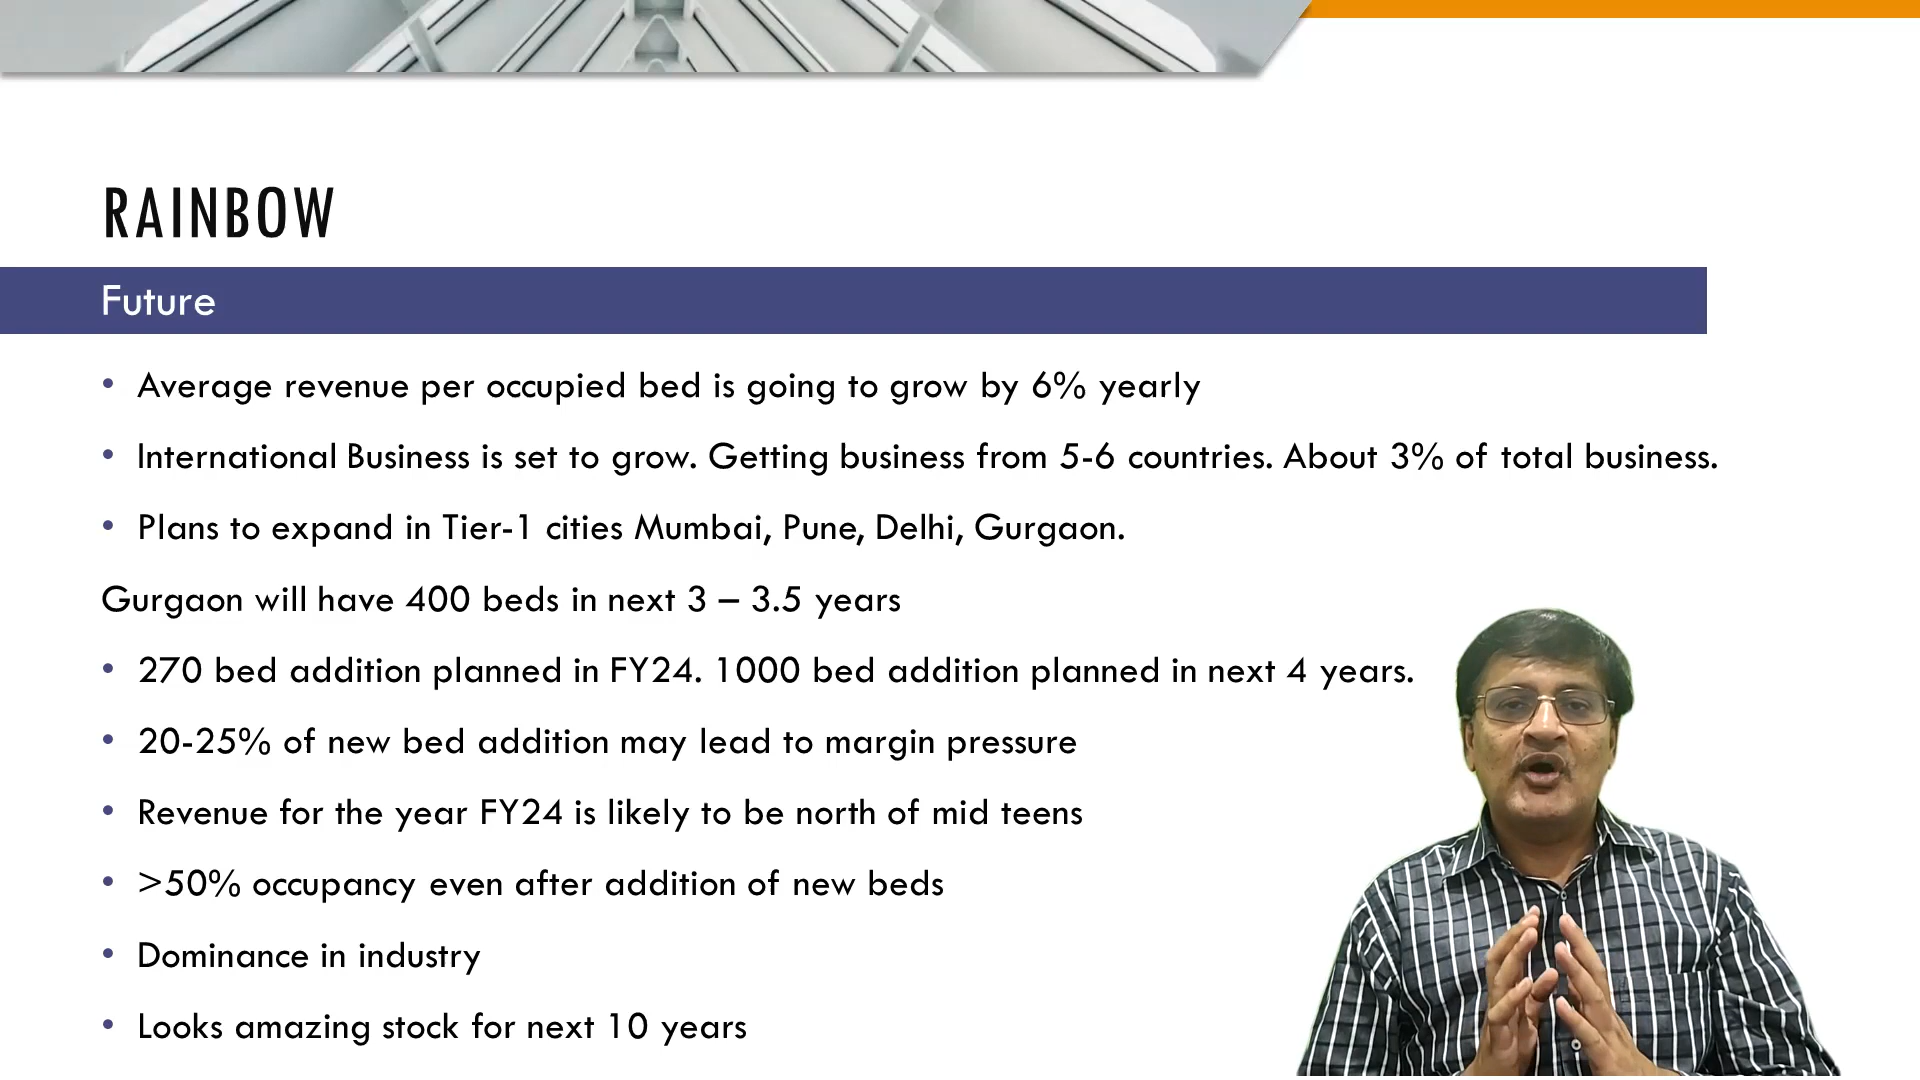 RAINBOW
Future
• Average revenue per occupied bed is going to grow by 6% yearly
• International Business is set to grow. Getting business from 5-6 countries. About 3% of total business.
• Plans to expand in Tier-1 cities Mumbai, Pune, Delhi, Gurgaon.
Gurgaon will have 400 beds in next 3 – 3.5 years
• 270 bed addition planned in FY24. 1000 bed addition planned in next 4 years.
• 20-25% of new bed addition may lead to margin pressure
• Revenue for the year FY24 is likely to be north of mid teens
• >50% occupancy even after addition of new beds
• Dominance in industry
• Looks amazing stock for next 10 years